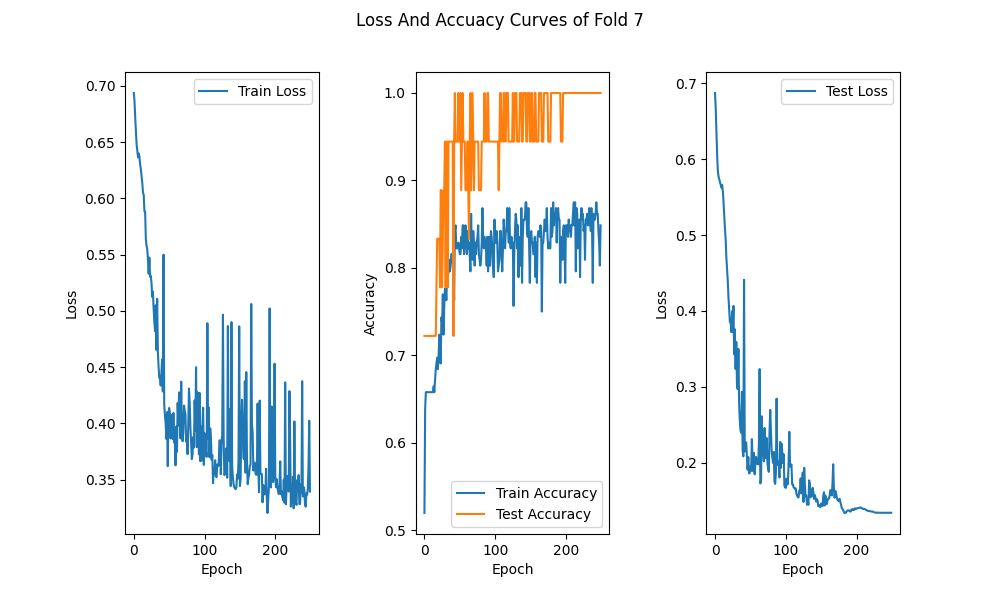 Loss And Accuacy Curves of Fold 7
0.70
0.65
0.60
0.55
0.50
0.45
0.40
0.35
Loss
0
100
200
Epoch
Train Loss
1.0
0.9
0.8
0.7
0.6
0.5
Accuracy
0
100
200
Epoch
Train Accuracy
Test Accuracy
0.7
0.6
0.5
0.4
0.3
0.2
Loss
0
100
200
Epoch
Test Loss